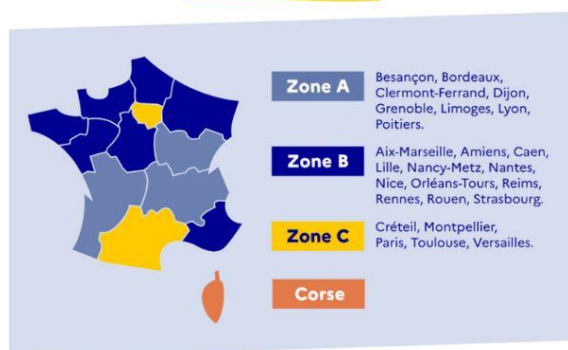 Zone A
Besançon, Bordeaux,
Clermont-Ferrand, Dijon,
Grenoble, Limoges, Lyon,
Poitiers.
Zone B
Aix-Marseille, Amiens, Caen,
Lille, Nancy-Metz, Nantes,
Nice, Orléans-Tours, Reims,
Rennes, Rouen, Strasbourg.
Zone C
Créteil, Montpellier,
Paris, Toulouse, Versailles.
Corse